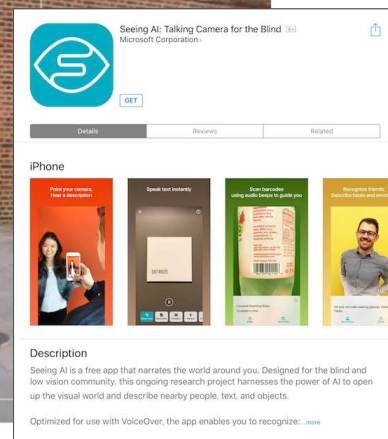 Seeing AI: Talking Camera for the Blind 4+
Microsoft Corporation >
GET
Details
Reviews
Related
iPhone
Point your camera,
Hear a description
Speak text instantly
Scan barcodes
using audio beeps to guide you
Recognize friends
Describe faces and
EXIT ROUTE
Description
Seeing AI is a free app that narrates the world around you. Designed for the blind and
low vision community, this ongoing research project harnesses the power of AI to open
up the visual world and describe nearby people, text, and objects.
Optimized for use with VoiceOver, the app enables you to recognize:...more